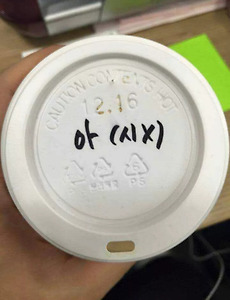 CAUTION CONTENTS HOT
12.16
아 (시X)
PS